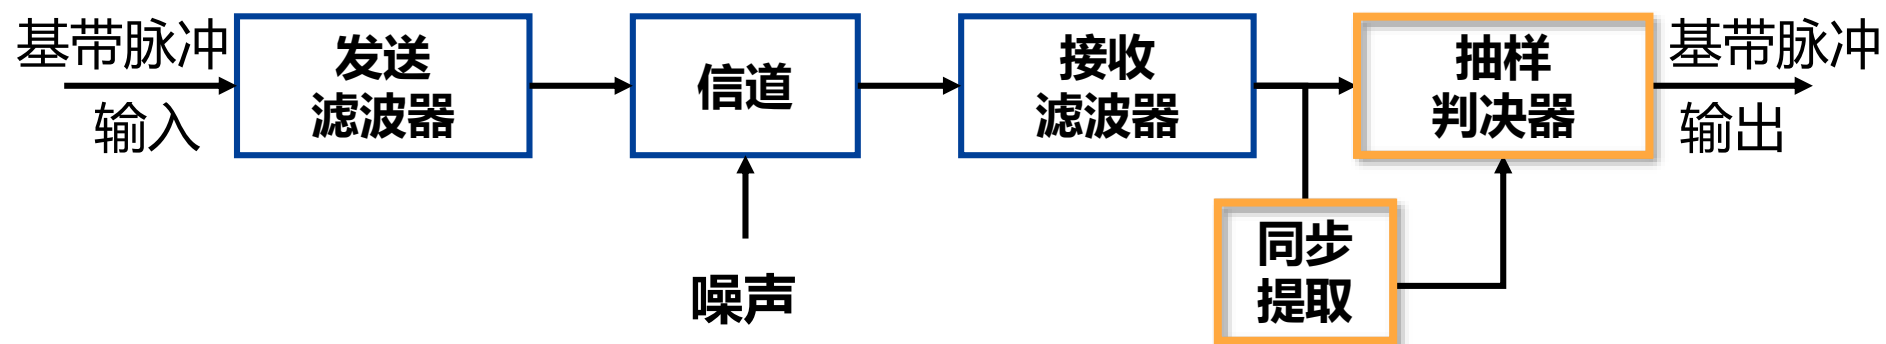 基带脉冲
输入
发送
滤波器
信道
噪声
接收
滤波器
同步
提取
抽样
判决器
基带脉冲
输出